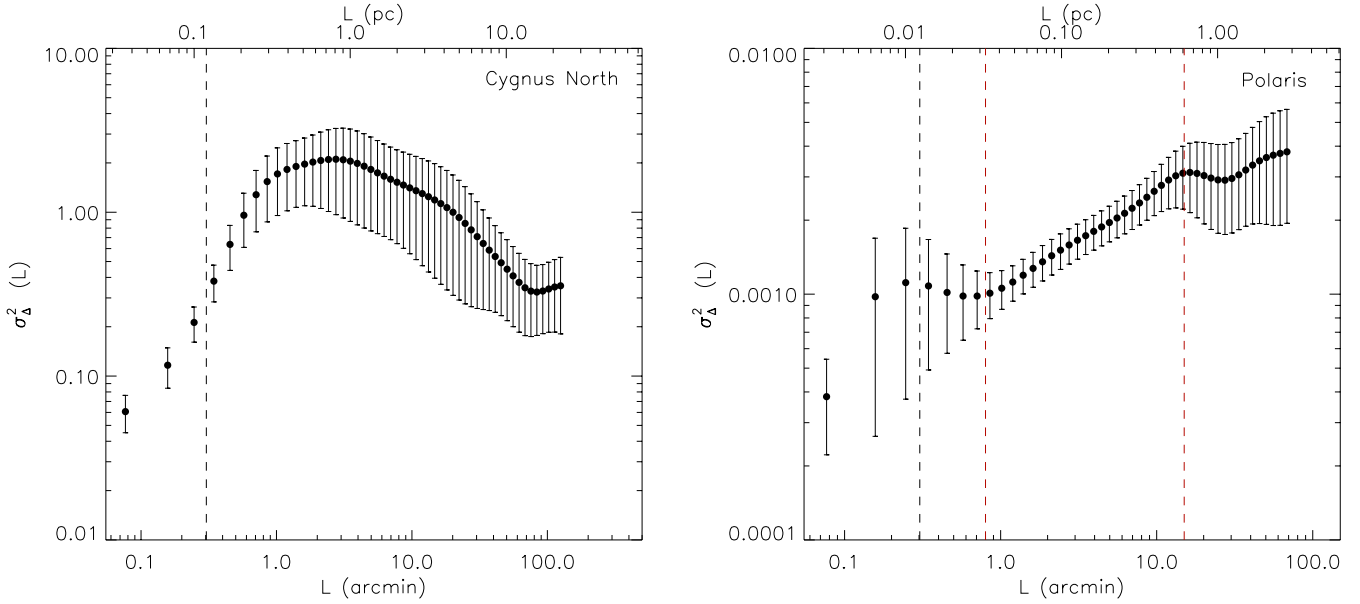 L (pc)
0.1 1.0 10.0
10.00
Cygnus North
1.00
0.10
0.01
σ²_Δ (L)
0.1 1.0 10.0 100.0
L (arcmin)
L (pc)
0.01 0.10 1.00
0.0100
Polaris
0.0010
0.0001
σ²_Δ (L)
0.1 1.0 10.0 100.0
L (arcmin)